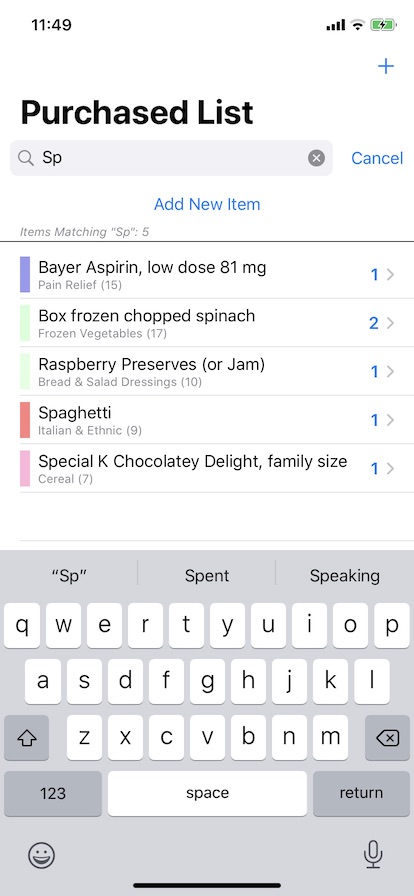 11:49
+
Purchased List
Sp
Cancel
Add New Item
Items Matching "Sp": 5
Bayer Aspirin, low dose 81 mg
1
Pain Relief (15)
Box frozen chopped spinach
2
Frozen Vegetables (17)
Raspberry Preserves (or Jam)
1
Bread & Salad Dressings (10)
Spaghetti
1
Italian & Ethnic (9)
Special K Chocolatey Delight, family size
1
Cereal (7)
“Sp” Spent Speaking
q w e r t y u i o p
a s d f g h j k l
z x c v b n m
123 space return